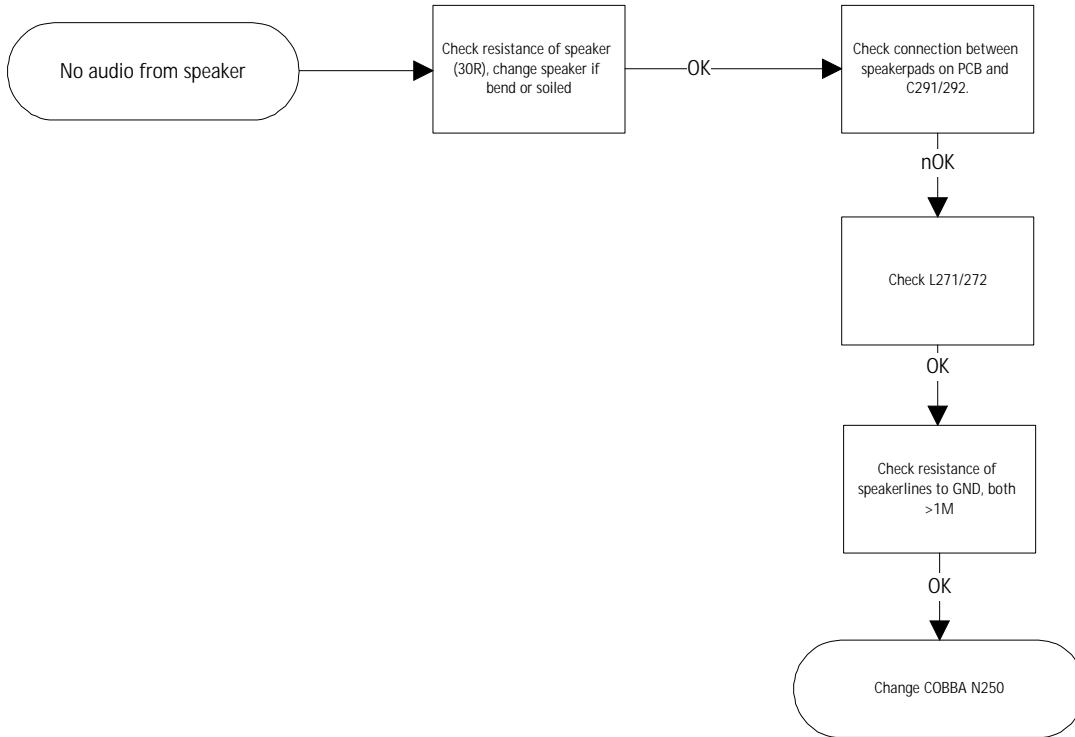 No audio from speaker
Check resistance of speaker
(30R), change speaker if
bend or soiled
OK
Check connection between
speakerpads on PCB and
C291/292.
nOK
Check L271/272
OK
Check resistance of
speakerlines to GND, both
>1M
OK
Change COBBA N250